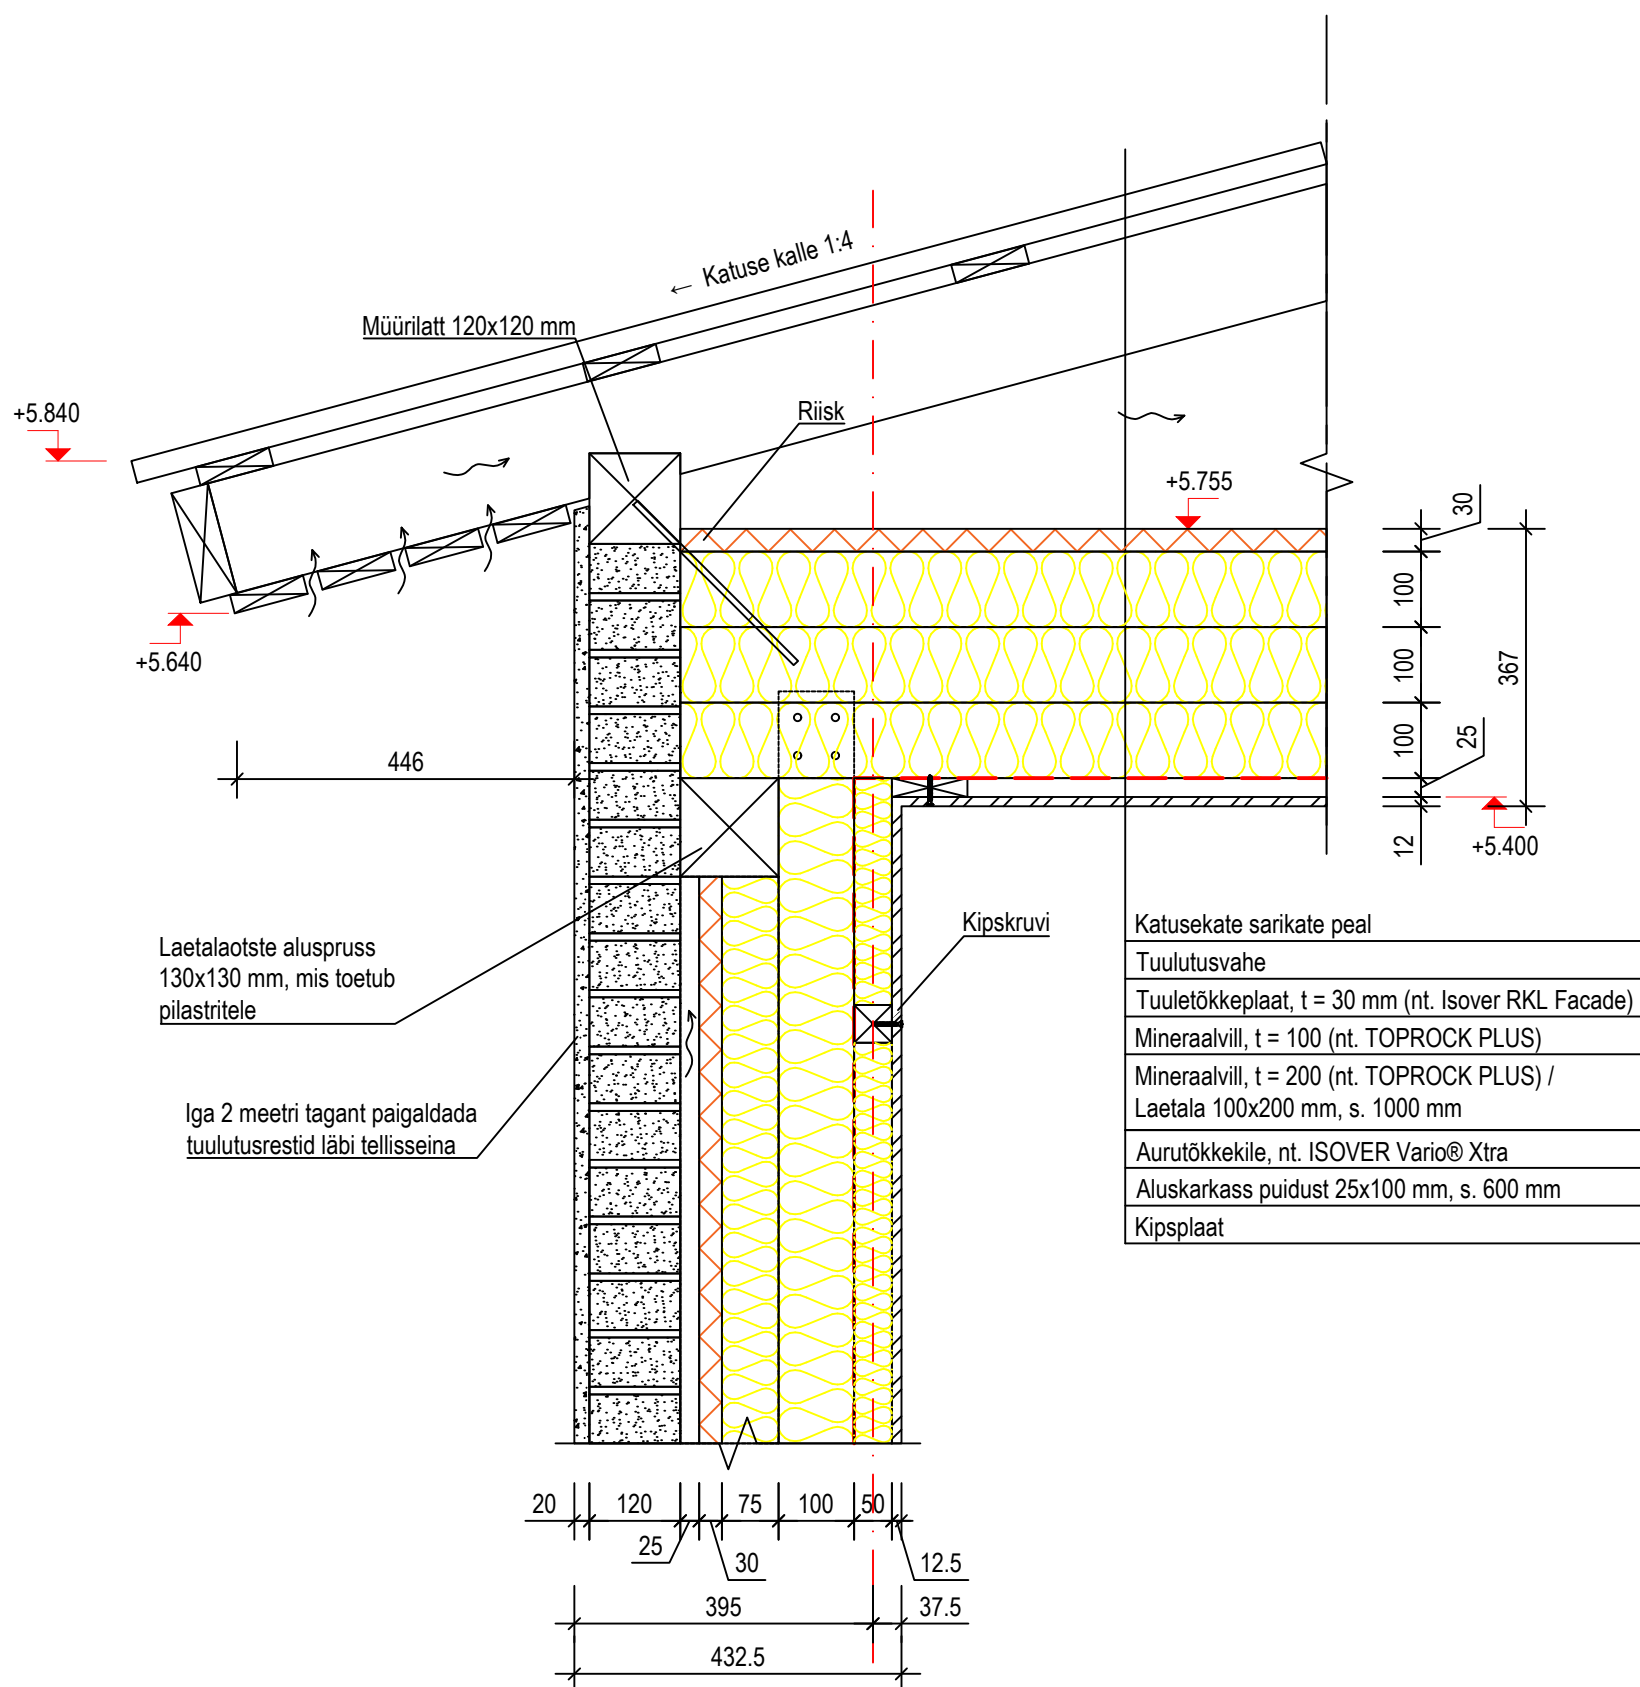 ← Katuse kalle 1:4
Müürilatt 120x120 mm
+5.840
Riisk
+5.755
30
100
100
367
100
25
12
+5.400
+5.640
446
Laetalaotste aluspruss
130x130 mm, mis toetub
pilastritele
Iga 2 meetri tagant paigaldada
tuulutusrestid läbi tellisseina
Kipskruvi
Katusekate sarikate peal
Tuulutusvahe
Tuuletõkkeplaat, t = 30 mm (nt. Isover RKL Facade)
Mineraalvill, t = 100 (nt. TOPROCK PLUS)
Mineraalvill, t = 200 (nt. TOPROCK PLUS) /
Laetala 100x200 mm, s. 1000 mm
Aurutõkkekile, nt. ISOVER Vario® Xtra
Aluskarkass puidust 25x100 mm, s. 600 mm
Kipsplaat
20 120 75 100 50
25 30 12.5
395 37.5
432.5